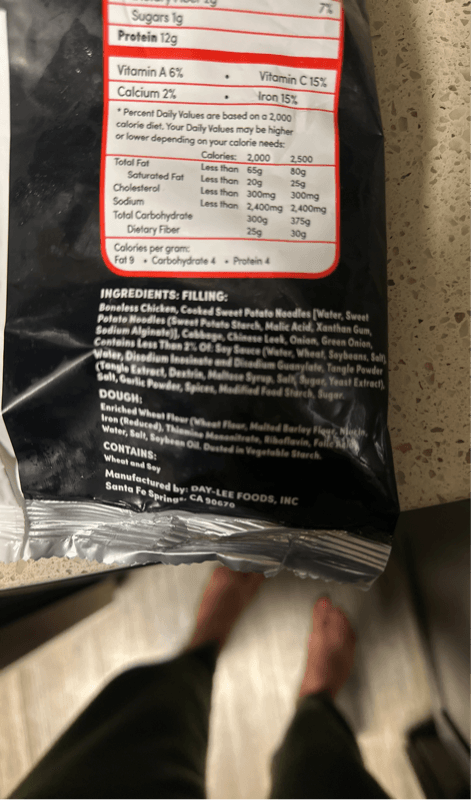 7%
Sugars 1g
Protein 12g
Vitamin A 6% • Vitamin C 15%
Calcium 2% • Iron 15%
* Percent Daily Values are based on a 2,000
calorie diet. Your Daily Values may be higher
or lower depending on your calorie needs:
Calories: 2,000 2,500
Total Fat Less than 65g 80g
Saturated Fat Less than 20g 25g
Cholesterol Less than 300mg 300mg
Sodium Less than 2,400mg 2,400mg
Total Carbohydrate 300g 375g
Dietary Fiber 25g 30g
Calories per gram:
Fat 9 • Carbohydrate 4 • Protein 4
INGREDIENTS: FILLING:
Boneless Chicken, Cooked Sweet Potato Noodles [Water, Sweet
Potato Noodles (Sweet Potato Starch, Malic Acid, Xanthan Gum,
Sodium Alginate)], Cabbage, Chinese Leek, Onion, Green Onion,
Contains Less Than 2% Of: Soy Sauce (Water, Wheat, Soybeans, Salt)
Water, Disodium Inosinate and Disodium Guanylate, Tangle Powder
(Tangle Extract, Dextrin, Maltose Syrup, Salt, Sugar, Yeast Extract),
Salt, Garlic Powder, Spices, Modified Food Starch, Sugar.
DOUGH:
Enriched Wheat Flour (Wheat Flour, Malted Barley Flour, Niacin,
Iron (Reduced), Thiamine Mononitrate, Riboflavin, Folic
Water, Salt, Soybean Oil. Dusted in Vegetable Starch.
CONTAINS:
Wheat and Soy
Manufactured by: DAY-LEE FOODS, INC
Santa Fe Springs, CA 90670